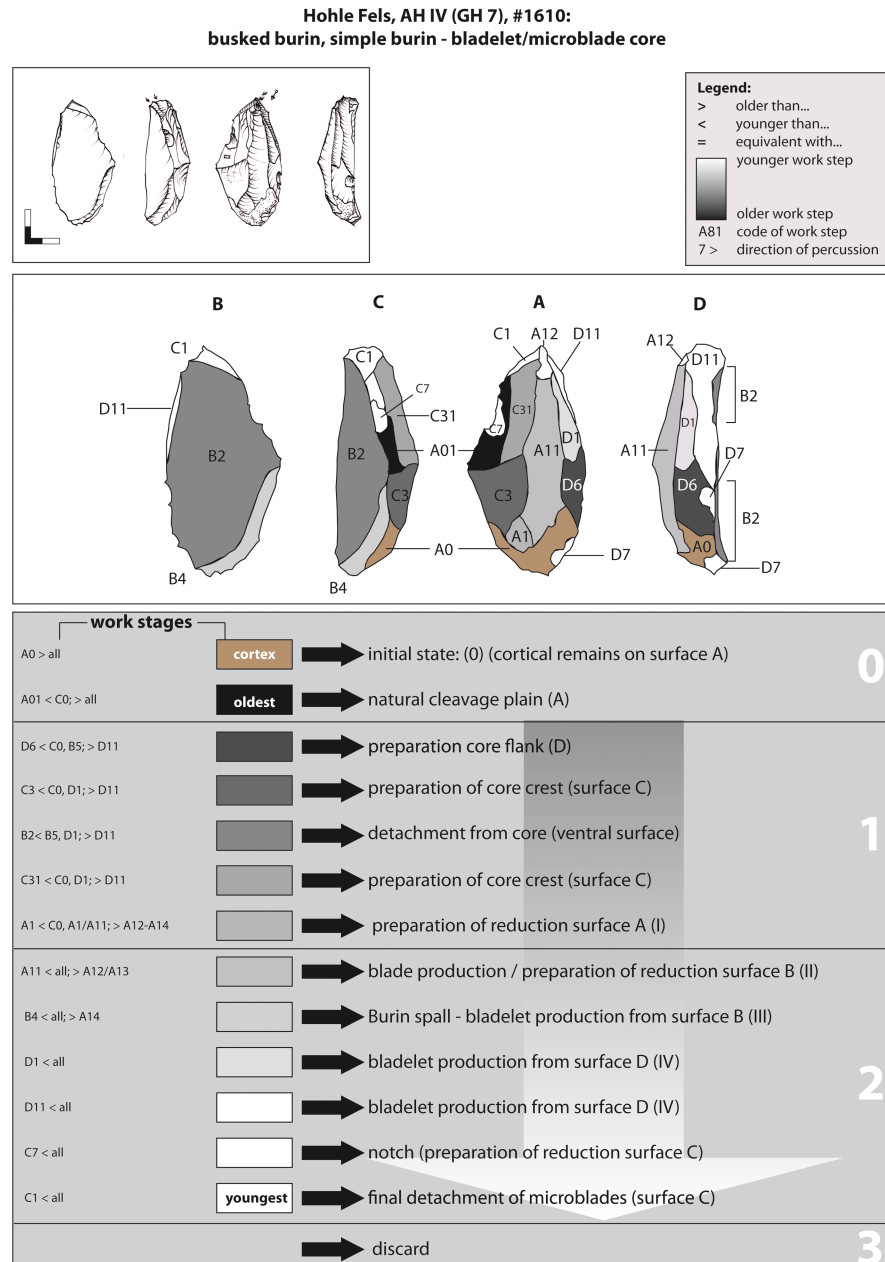 Hohle Fels, AH IV (GH 7), #1610:
busked burin, simple burin - bladelet/microblade core
Legend:
> older than...
< younger than...
= equivalent with...
younger work step
older work step
A81 code of work step
7 > direction of percussion
B C A D
C1
D11
B2
B4
C1
C7
C31
B2
A01
C3
A0
B4
C1 A12 D11
C31
C7
A11
D1
C3
D6
A1
D7
A12
D11
B2
D1
A11
D7
D6
B2
A0
D7
work stages
A0 > all cortex initial state: (0) (cortical remains on surface A) 0
A01 < C0; > all oldest natural cleavage plain (A)
D6 < C0, B5; > D11 preparation core flank (D)
C3 < C0, D1; > D11 preparation of core crest (surface C)
B2< B5, D1; > D11 detachment from core (ventral surface) 1
C31 < C0, D1; > D11 preparation of core crest (surface C)
A1 < C0, A1/A11; > A12-A14 preparation of reduction surface A (I)
A11 < all; > A12/A13 blade production / preparation of reduction surface B (II)
B4 < all; > A14 Burin spall - bladelet production from surface B (III)
D1 < all bladelet production from surface D (IV) 2
D11 < all bladelet production from surface D (IV)
C7 < all notch (preparation of reduction surface C)
C1 < all youngest final detachment of microblades (surface C)
discard 3